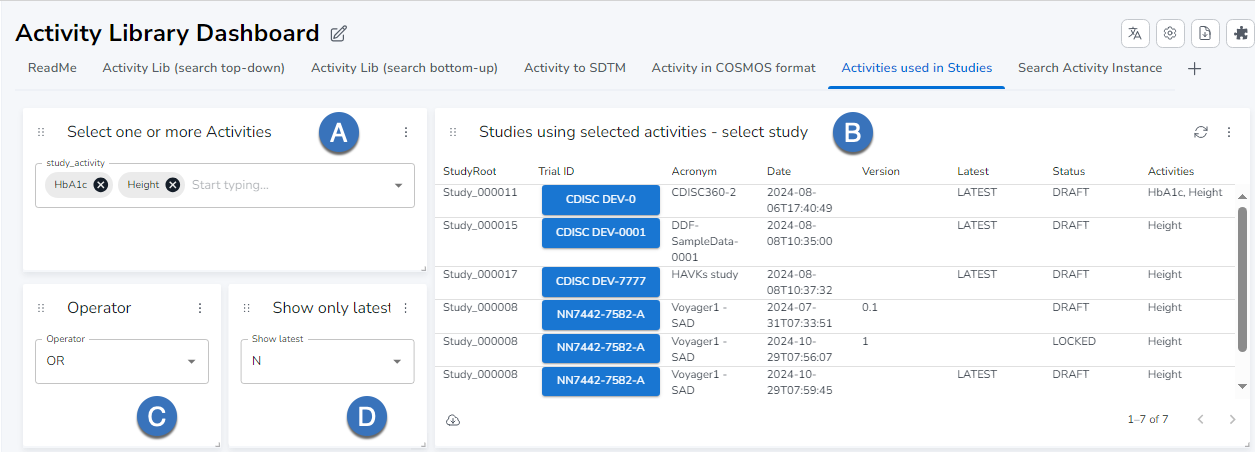 Activity Library Dashboard
ReadMe Activity Lib (search top-down) Activity Lib (search bottom-up) Activity to SDTM Activity in COSMOS format Activities used in Studies Search Activity Instance
Select one or more Activities A
study_activity
HbA1c Height Start typing...
Operator
Operator
OR
C
Show only latest
Show latest
N
D
Studies using selected activities - select study B
StudyRoot Trial ID Acronym Date Version Latest Status Activities
Study_000011 CDISC DEV-0 CDISC360-2 2024-08- LATEST DRAFT HbA1c, Height
06T17:40:49
Study_000015 CDISC DEV-0001 DDF- 2024-08- LATEST DRAFT Height
SampleData- 08T10:35:00
0001
Study_000017 CDISC DEV-7777 HAVKs study 2024-08- LATEST DRAFT Height
08T10:37:32
Study_000008 NN7442-7582-A Voyager1 - 2024-07- 0.1 DRAFT Height
SAD 31T07:33:51
Study_000008 NN7442-7582-A Voyager1 - 2024-10- 1 LOCKED Height
SAD 29T07:56:07
Study_000008 NN7442-7582-A Voyager1 - 2024-10- LATEST DRAFT Height
SAD 29T07:59:45
1–7 of 7